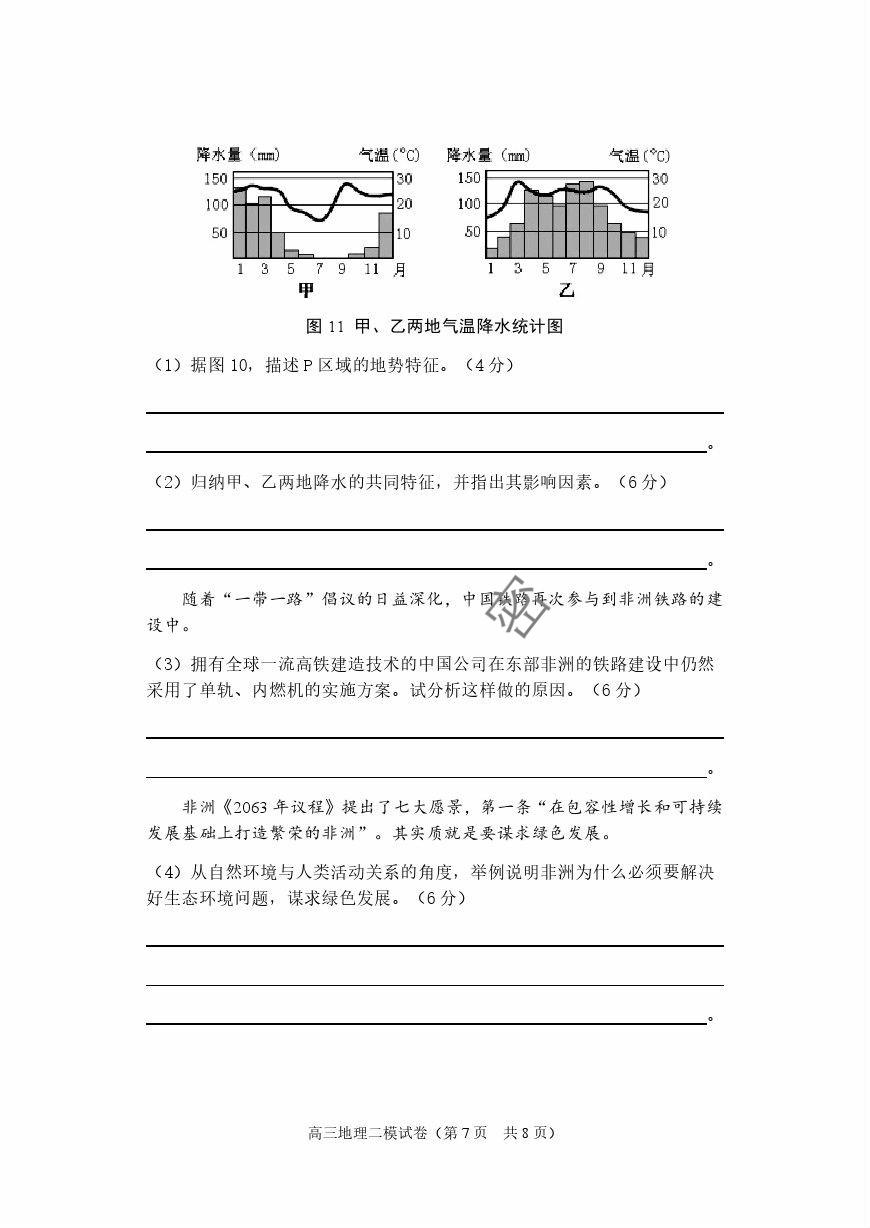 降水量(mm) 气温(℃) 降水量(mm) 气温(℃)
150 30 150 30
100 20 100 20
50 10 50 10
1 3 5 7 9 11 月 1 3 5 7 9 11 月
甲 乙
图 11 甲、乙两地气温降水统计图
(1)据图 10,描述 P 区域的地势特征。(4 分)
。
(2)归纳甲、乙两地降水的共同特征,并指出其影响因素。(6 分)
。
随着“一带一路”倡议的日益深化,中国铁路再次参与到非洲铁路的建
设中。
密
(3)拥有全球一流高铁建造技术的中国公司在东部非洲的铁路建设中仍然
采用了单轨、内燃机的实施方案。试分析这样做的原因。(6 分)
。
非洲《2063 年议程》提出了七大愿景,第一条“在包容性增长和可持续
发展基础上打造繁荣的非洲”。其实质就是要谋求绿色发展。
(4)从自然环境与人类活动关系的角度,举例说明非洲为什么必须要解决
好生态环境问题,谋求绿色发展。(6 分)
。
高三地理二模试卷(第 7 页 共 8 页)